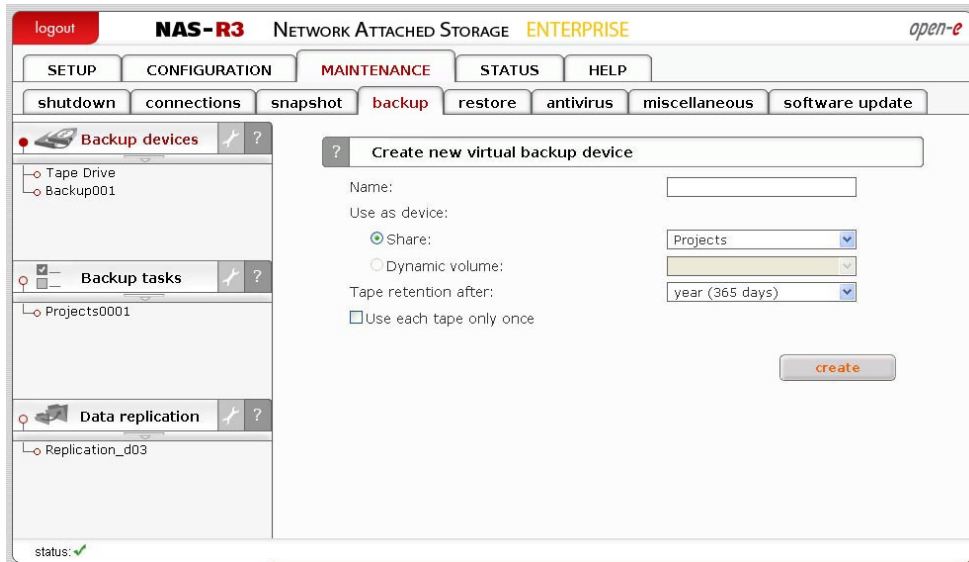 logout NAS-R3 NETWORK ATTACHED STORAGE ENTERPRISE open-e
SETUP CONFIGURATION MAINTENANCE STATUS HELP
shutdown connections snapshot backup restore antivirus miscellaneous software update
Backup devices ?
Tape Drive
Backup001
Backup tasks ?
Projects0001
Data replication ?
Replication_d03
? Create new virtual backup device
Name:
Use as device:
Share: Projects
Dynamic volume:
Tape retention after: year (365 days)
Use each tape only once
create
status: